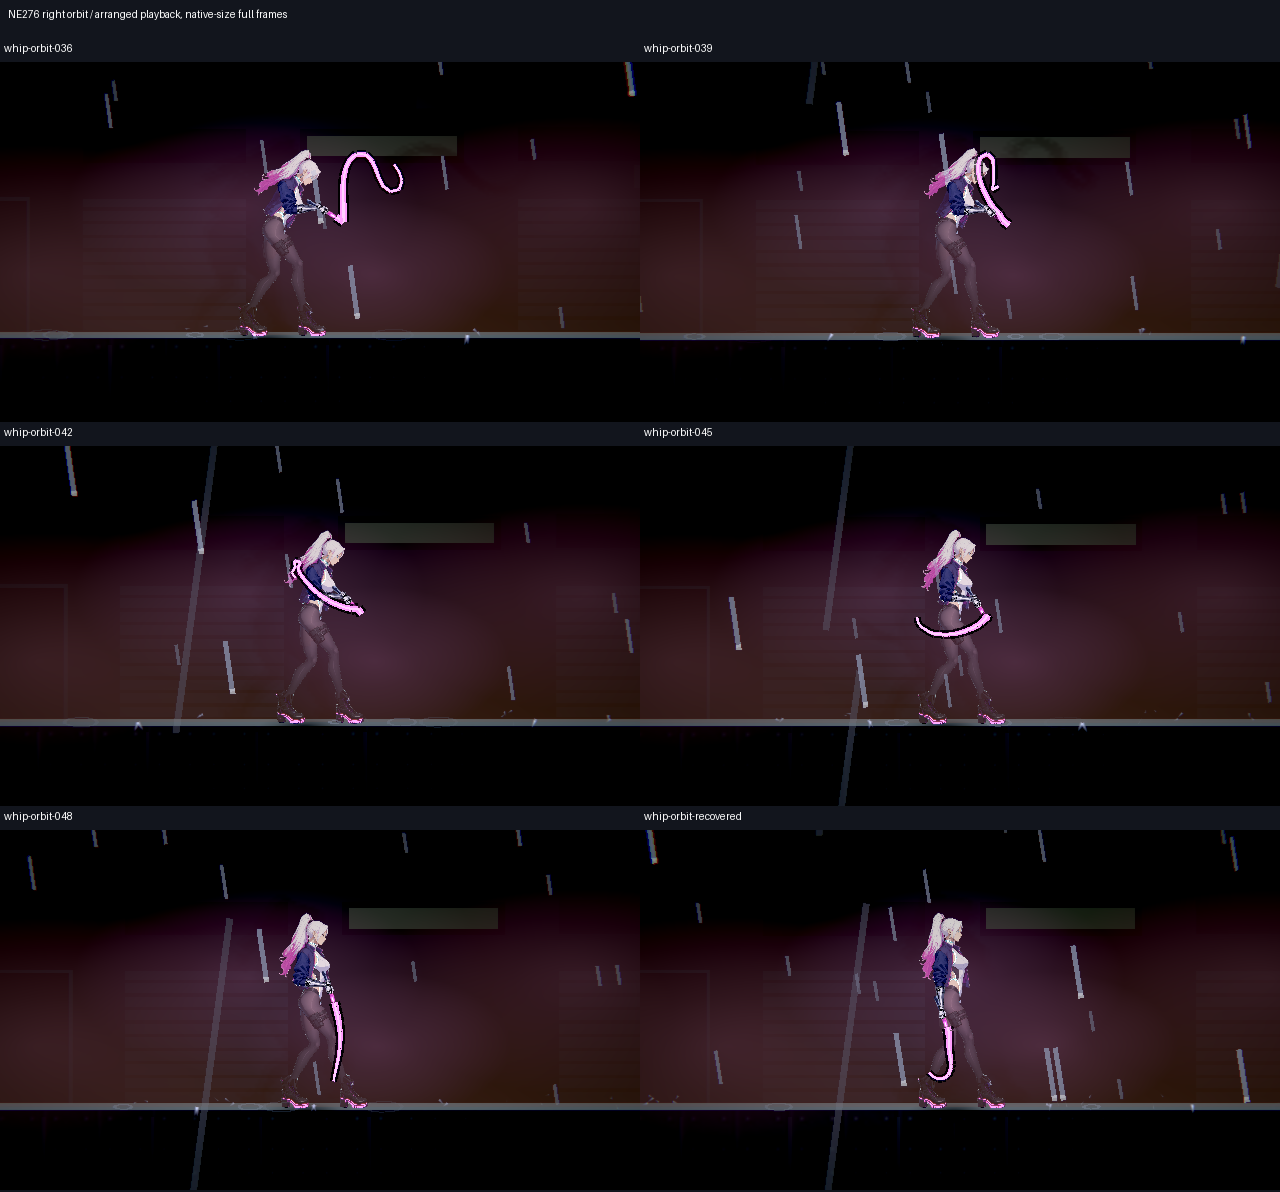 NE276 right orbit / arranged playback, native-size full frames
whip-orbit-036
whip-orbit-039
whip-orbit-042
whip-orbit-045
whip-orbit-048
whip-orbit-recovered